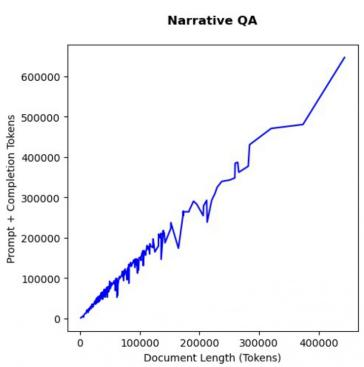 Narrative QA
Prompt + Completion Tokens
600000
500000
400000
300000
200000
100000
0
0 100000 200000 300000 400000
Document Length (Tokens)